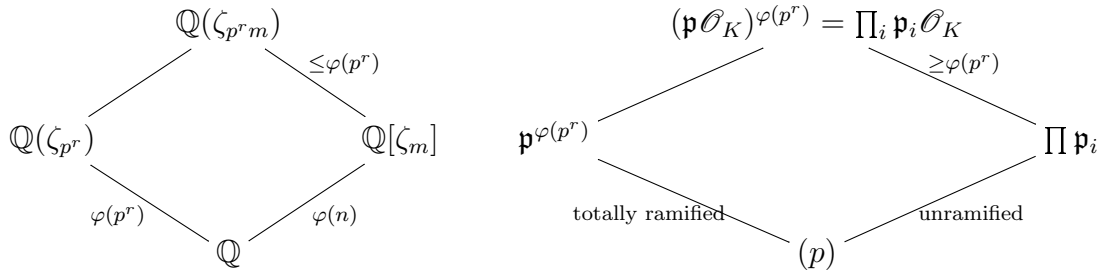 ℚ(ζ_{p^r m})
≤φ(p^r)
ℚ(ζ_{p^r})
ℚ[ζ_m]
φ(p^r)
φ(n)
ℚ
(𝔭𝒪_K)^{φ(p^r)} = ∏_i 𝔭_i𝒪_K
≥φ(p^r)
𝔭^{φ(p^r)}
∏ 𝔭_i
totally ramified
unramified
(p)